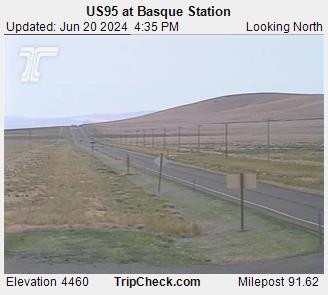 US95 at Basque Station
Updated: Jun 20 2024 4:35 PM Looking North
Elevation 4460 TripCheck.com Milepost 91.62